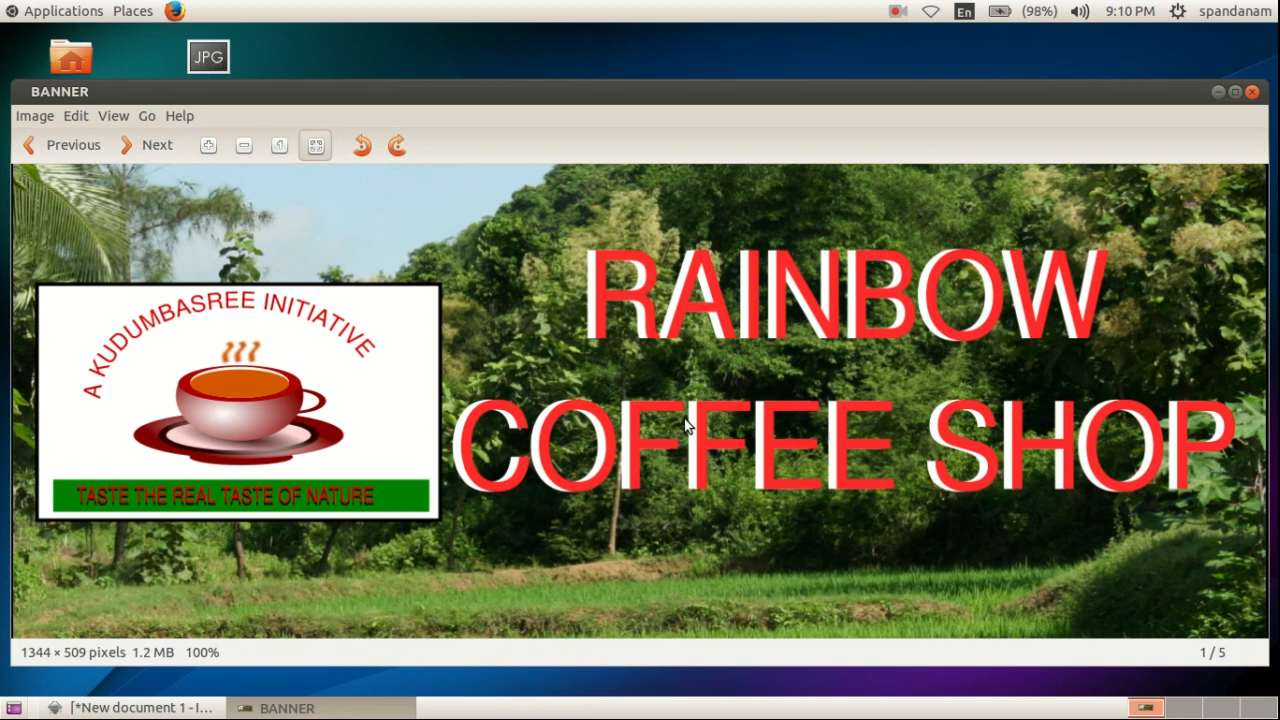 Applications Places En (98%) 9:10 PM spandanam
JPG
BANNER
Image Edit View Go Help
Previous Next
RAINBOW
COFFEE SHOP
A KUDUMBASREE INITIATIVE
TASTE THE REAL TASTE OF NATURE
1344 × 509 pixels 1.2 MB 100% 1 / 5
[*New document 1 - I... BANNER